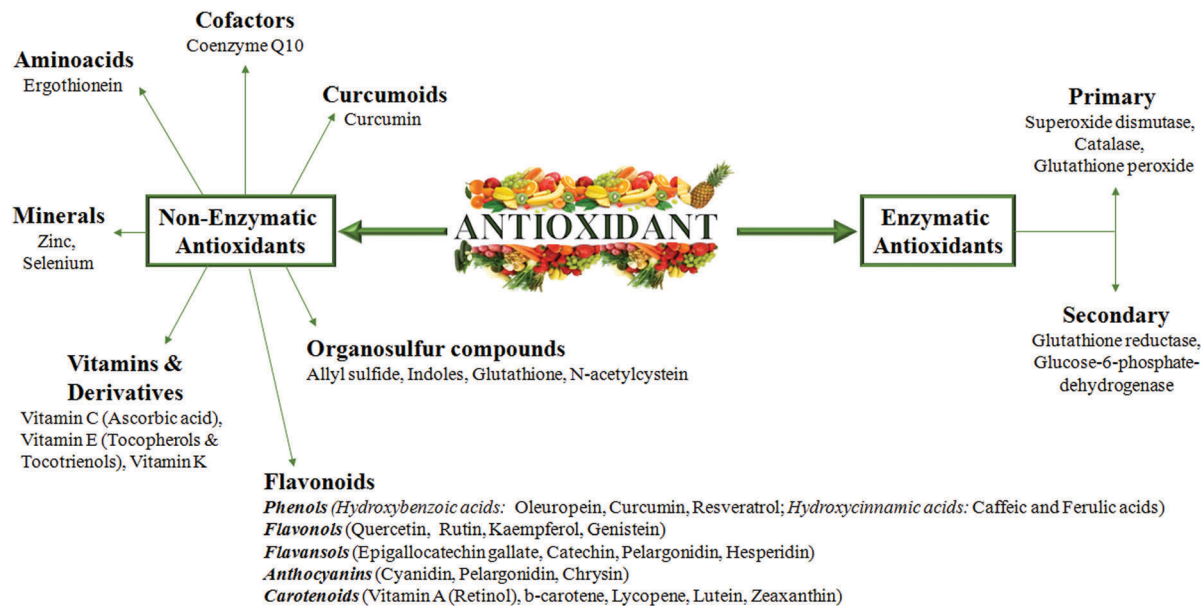 Cofactors
Coenzyme Q10
Aminoacids
Ergothionein
Curcumoids
Curcumin
Minerals
Zinc,
Selenium
Non-Enzymatic
Antioxidants
ANTIOXIDANT
Enzymatic
Antioxidants
Primary
Superoxide dismutase,
Catalase,
Glutathione peroxide
Secondary
Glutathione reductase,
Glucose-6-phosphate-
dehydrogenase
Vitamins &
Derivatives
Vitamin C (Ascorbic acid),
Vitamin E (Tocopherols &
Tocotrienols), Vitamin K
Organosulfur compounds
Allyl sulfide, Indoles, Glutathione, N-acetylcystein
Flavonoids
Phenols (Hydroxybenzoic acids: Oleuropein, Curcumin, Resveratrol; Hydroxycinnamic acids: Caffeic and Ferulic acids)
Flavonols (Quercetin, Rutin, Kaempferol, Genistein)
Flavansols (Epigallocatechin gallate, Catechin, Pelargonidin, Hesperidin)
Anthocyanins (Cyanidin, Pelargonidin, Chrysin)
Carotenoids (Vitamin A (Retinol), b-carotene, Lycopene, Lutein, Zeaxanthin)